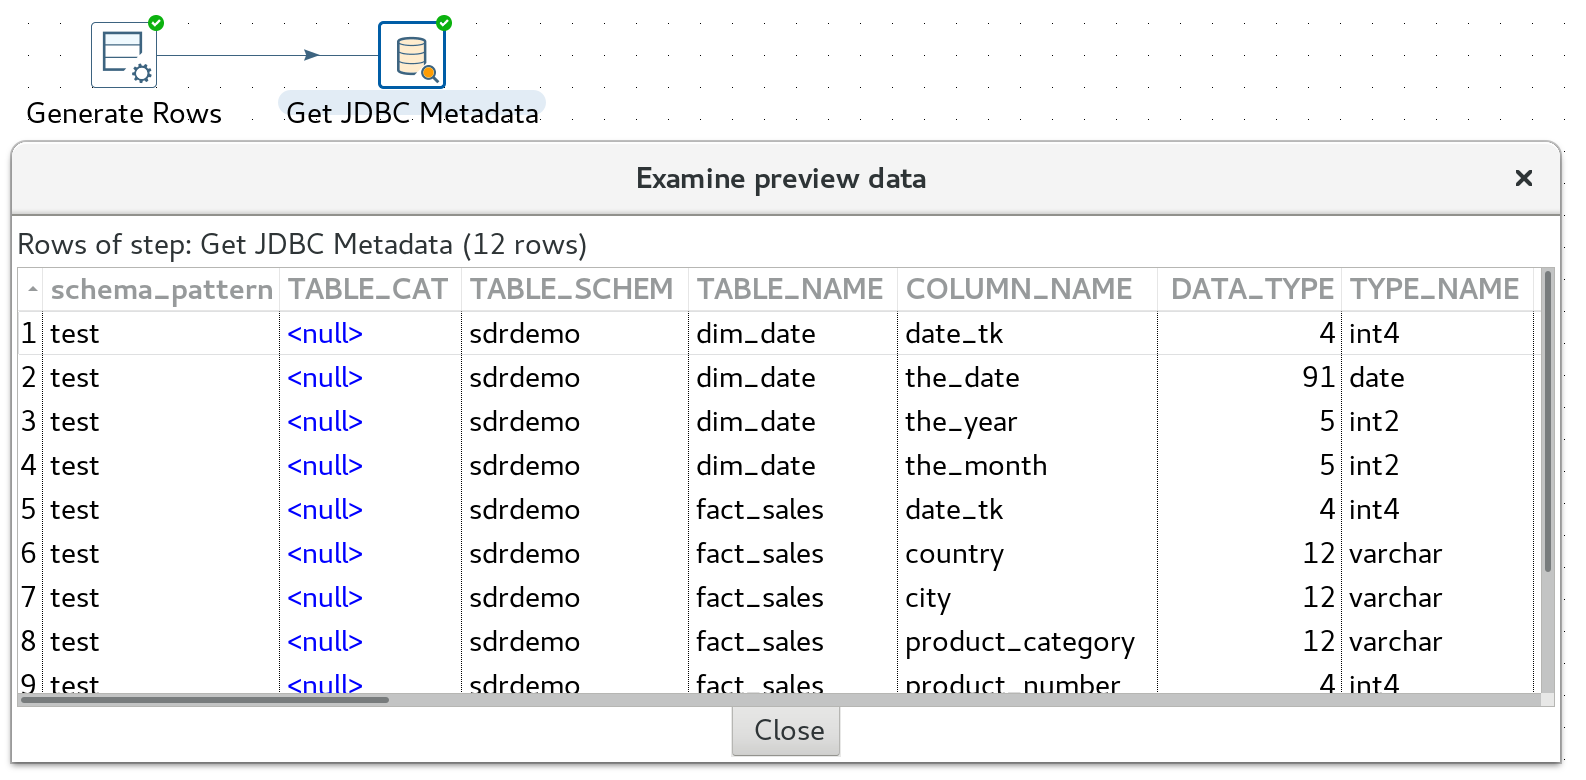 Generate Rows
Get JDBC Metadata
Examine preview data
Rows of step: Get JDBC Metadata (12 rows)
schema_pattern TABLE_CAT TABLE_SCHEM TABLE_NAME COLUMN_NAME DATA_TYPE TYPE_NAME
1 test <null> sdrdemo dim_date date_tk 4 int4
2 test <null> sdrdemo dim_date the_date 91 date
3 test <null> sdrdemo dim_date the_year 5 int2
4 test <null> sdrdemo dim_date the_month 5 int2
5 test <null> sdrdemo fact_sales date_tk 4 int4
6 test <null> sdrdemo fact_sales country 12 varchar
7 test <null> sdrdemo fact_sales city 12 varchar
8 test <null> sdrdemo fact_sales product_category 12 varchar
9 test <null> sdrdemo fact_sales product_number 4 int4
Close